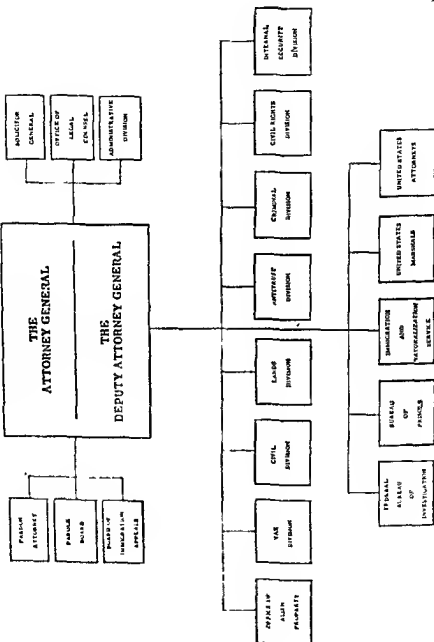 THE
ATTORNEY GENERAL
THE
DEPUTY ATTORNEY GENERAL
SOLICITOR
GENERAL
OFFICE OF
LEGAL
COUNSEL
ADMINISTRATIVE
DIVISION
PARDON
ATTORNEY
PAROLE
BOARD
BOARD OF
IMMIGRATION
APPEALS
OFFICE OF
ALIEN
PROPERTY
TAX
DIVISION
CIVIL
DIVISION
LANDS
DIVISION
ANTITRUST
DIVISION
CRIMINAL
DIVISION
CIVIL RIGHTS
DIVISION
INTERNAL
SECURITY
DIVISION
FEDERAL
BUREAU
OF
INVESTIGATION
BUREAU
OF
PRISONS
IMMIGRATION
AND
NATURALIZATION
SERVICE
UNITED STATES
MARSHALS
UNITED STATES
ATTORNEYS